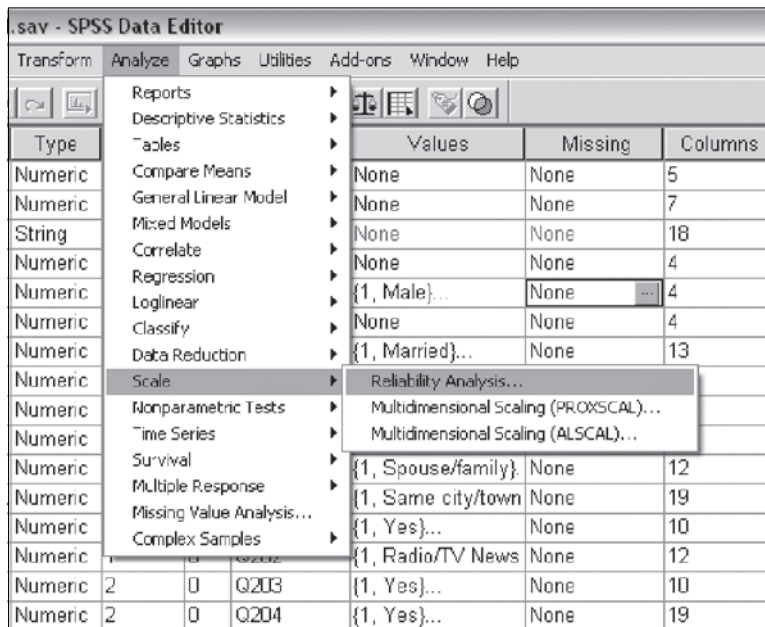 .sav - SPSS Data Editor
Transform Analyze Graphs Utilities Add-ons Window Help
Type Values Missing Columns
Reports
Descriptive Statistics
Tables
Compare Means
General Linear Model
Mixed Models
Correlate
Regression
Loglinear
Classify
Data Reduction
Scale
Nonparametric Tests
Time Series
Survival
Multiple Response
Missing Value Analysis...
Complex Samples
Reliability Analysis...
Multidimensional Scaling (PROXSCAL)...
Multidimensional Scaling (ALSCAL)...
Numeric None None 5
Numeric None None 7
String None None 18
Numeric None None 4
Numeric {1, Male}... None ... 4
Numeric None None 4
Numeric {1, Married}... None 13
Numeric
Numeric
Numeric
Numeric {1, Spouse/family}. None 12
Numeric {1, Same city/town None 19
Numeric {1, Yes}... None 10
Numeric {1, Radio/TV News None 12
Numeric 2 0 Q203 {1, Yes}... None 10
Numeric 2 0 Q204 {1, Yes}... None 19